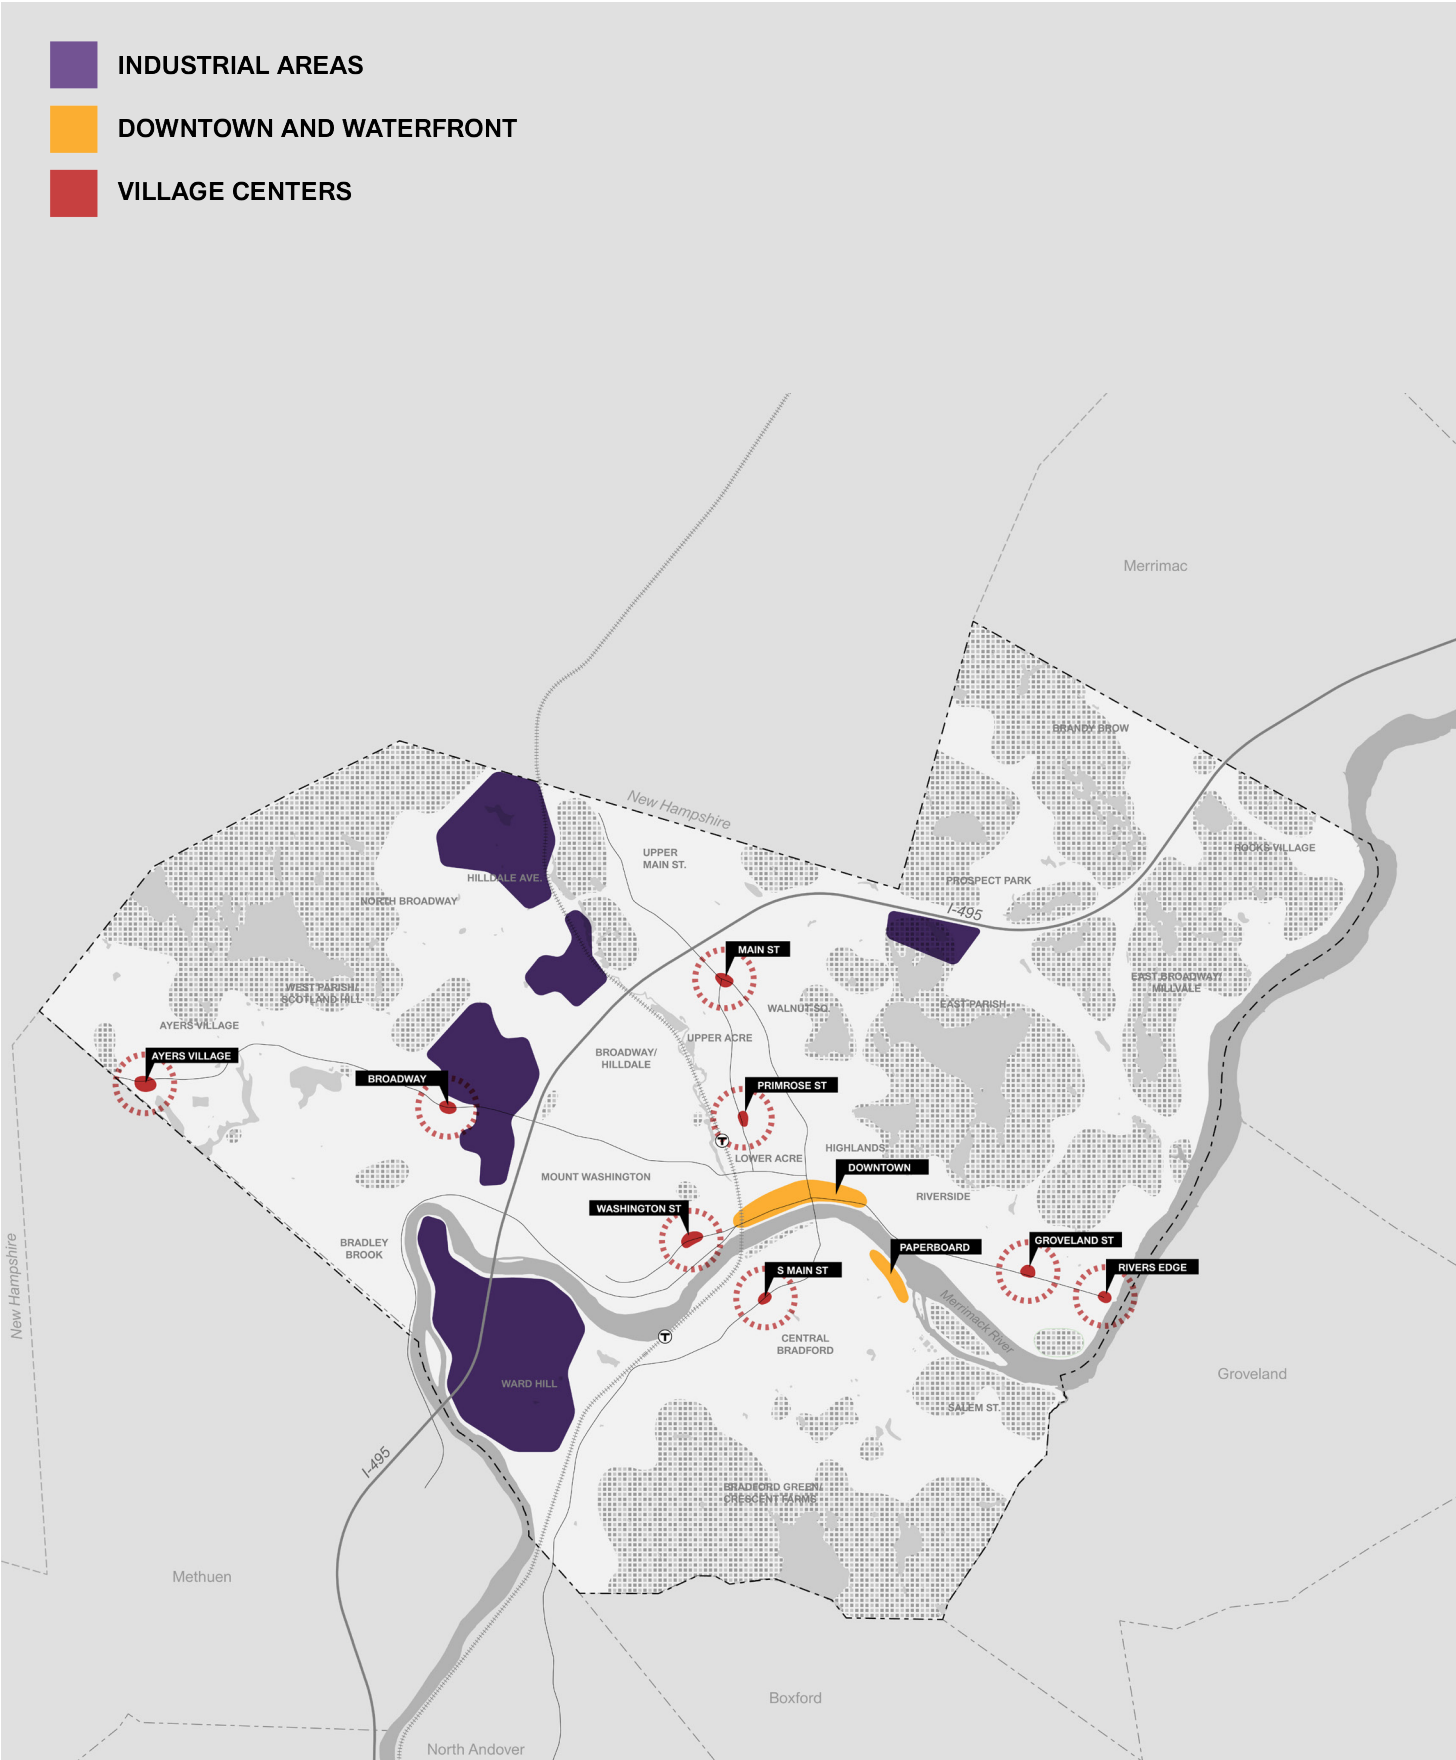 INDUSTRIAL AREAS
DOWNTOWN AND WATERFRONT
VILLAGE CENTERS
Merrimac
BRANDY BROW
New Hampshire
UPPER
MAIN ST.
ROCKS VILLAGE
HILLDALE AVE.
PROSPECT PARK
NORTH BROADWAY
I-495
MAIN ST
EAST BROADWAY/
MILLVALE
WEST PARISH/
SCOTLAND HILL
WALNUT SQ.
EAST PARISH
AYERS VILLAGE
UPPER ACRE
AYERS VILLAGE
BROADWAY/
HILLDALE
BROADWAY
PRIMROSE ST
T
HIGHLANDS
LOWER ACRE
DOWNTOWN
MOUNT WASHINGTON
RIVERSIDE
WASHINGTON ST
BRADLEY
BROOK
PAPERBOARD
GROVELAND ST
RIVERS EDGE
S MAIN ST
New Hampshire
Merrimack River
T
CENTRAL
BRADFORD
Groveland
WARD HILL
SALEM ST.
I-495
BRADFORD GREEN/
CRESCENT FARMS
Methuen
Boxford
North Andover